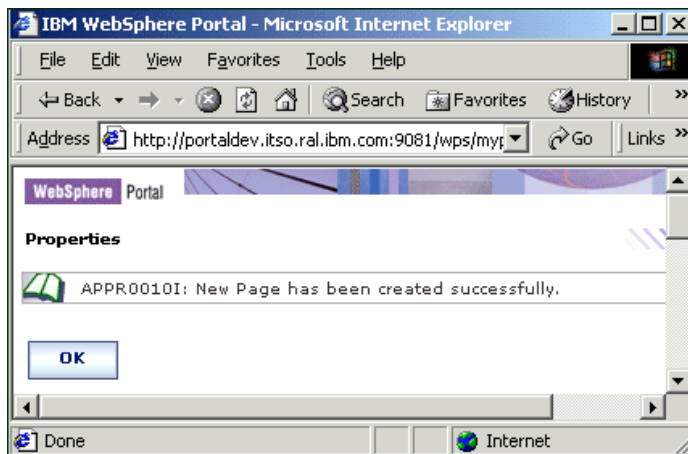 IBM WebSphere Portal - Microsoft Internet Explorer
File Edit View Favorites Tools Help
Back Search Favorites History »
Address http://portaldev.itso.ral.ibm.com:9081/wps/myp Go Links »
WebSphere Portal
Properties
APPR0010I: New Page has been created successfully.
OK
Done Internet